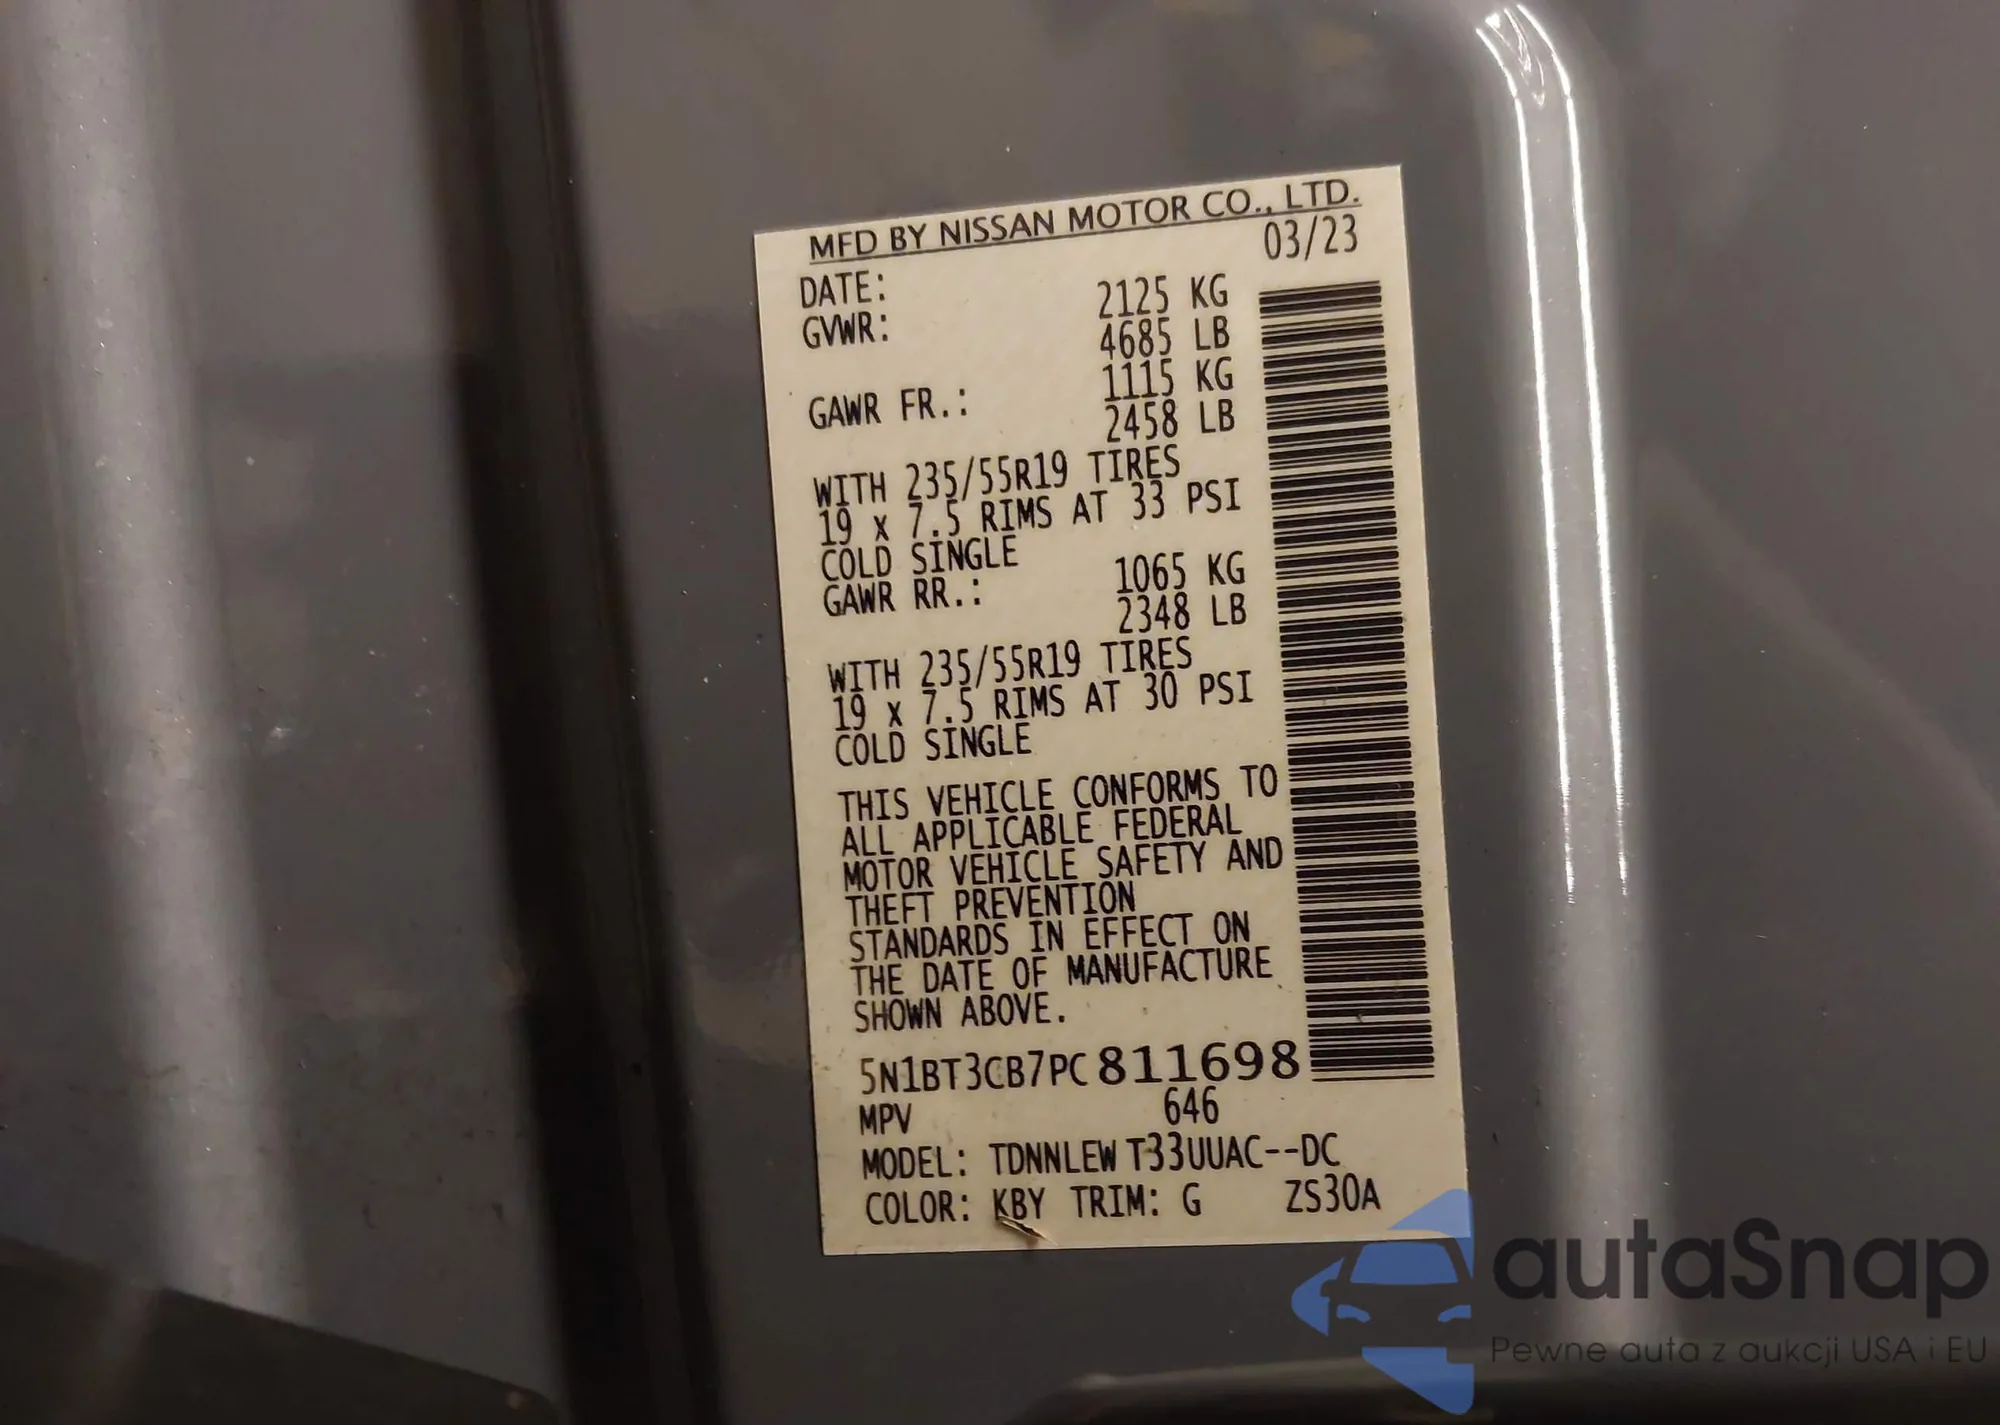 MFD BY NISSAN MOTOR CO., LTD.
DATE: 03/23
GVWR: 2125 KG
4685 LB
GAWR FR.: 1115 KG
2458 LB
WITH 235/55R19 TIRES
19 x 7.5 RIMS AT 33 PSI
COLD SINGLE
GAWR RR.: 1065 KG
2348 LB
WITH 235/55R19 TIRES
19 x 7.5 RIMS AT 30 PSI
COLD SINGLE
THIS VEHICLE CONFORMS TO
ALL APPLICABLE FEDERAL
MOTOR VEHICLE SAFETY AND
THEFT PREVENTION
STANDARDS IN EFFECT ON
THE DATE OF MANUFACTURE
SHOWN ABOVE.
5N1BT3CB7PC811698
MPV 646
MODEL: TDNNLEW T33UUAC--DC
COLOR: KBY TRIM: G ZS30A
autaSnap
Pewne auta z aukcji USA i EU